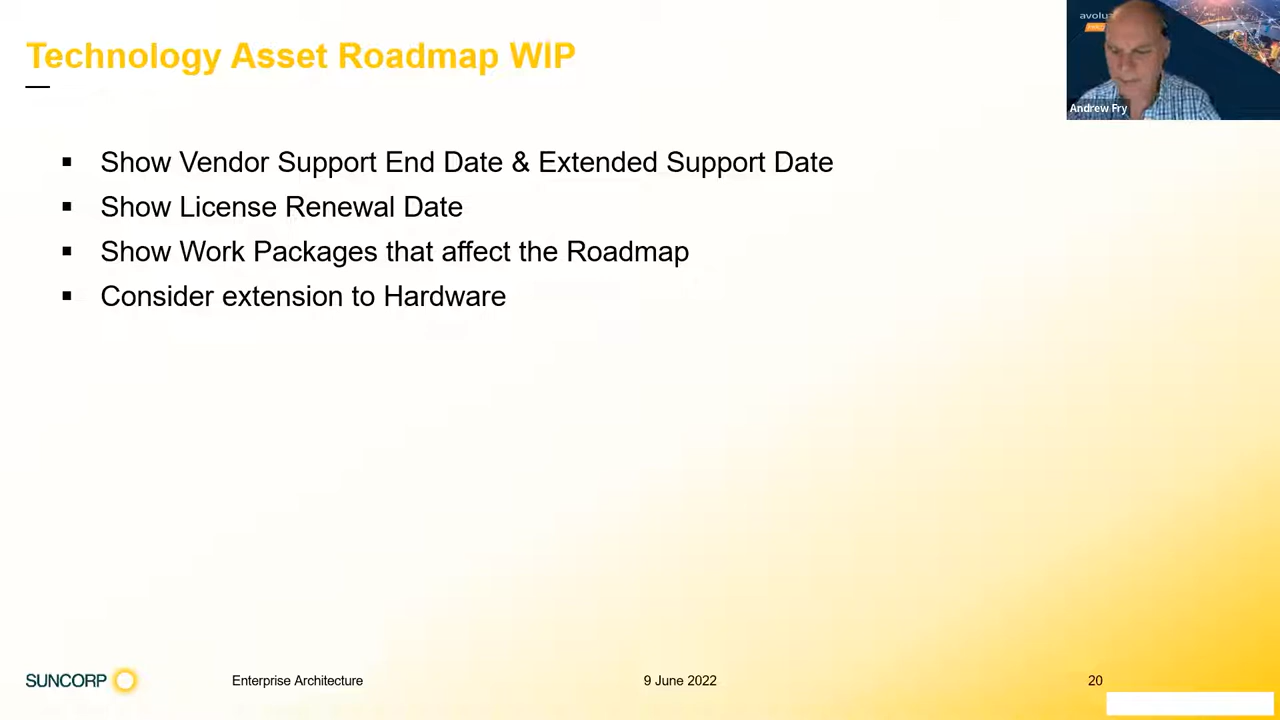 Technology Asset Roadmap WIP
Andrew Fry
▪ Show Vendor Support End Date & Extended Support Date
▪ Show License Renewal Date
▪ Show Work Packages that affect the Roadmap
▪ Consider extension to Hardware
SUNCORP
Enterprise Architecture
9 June 2022
20